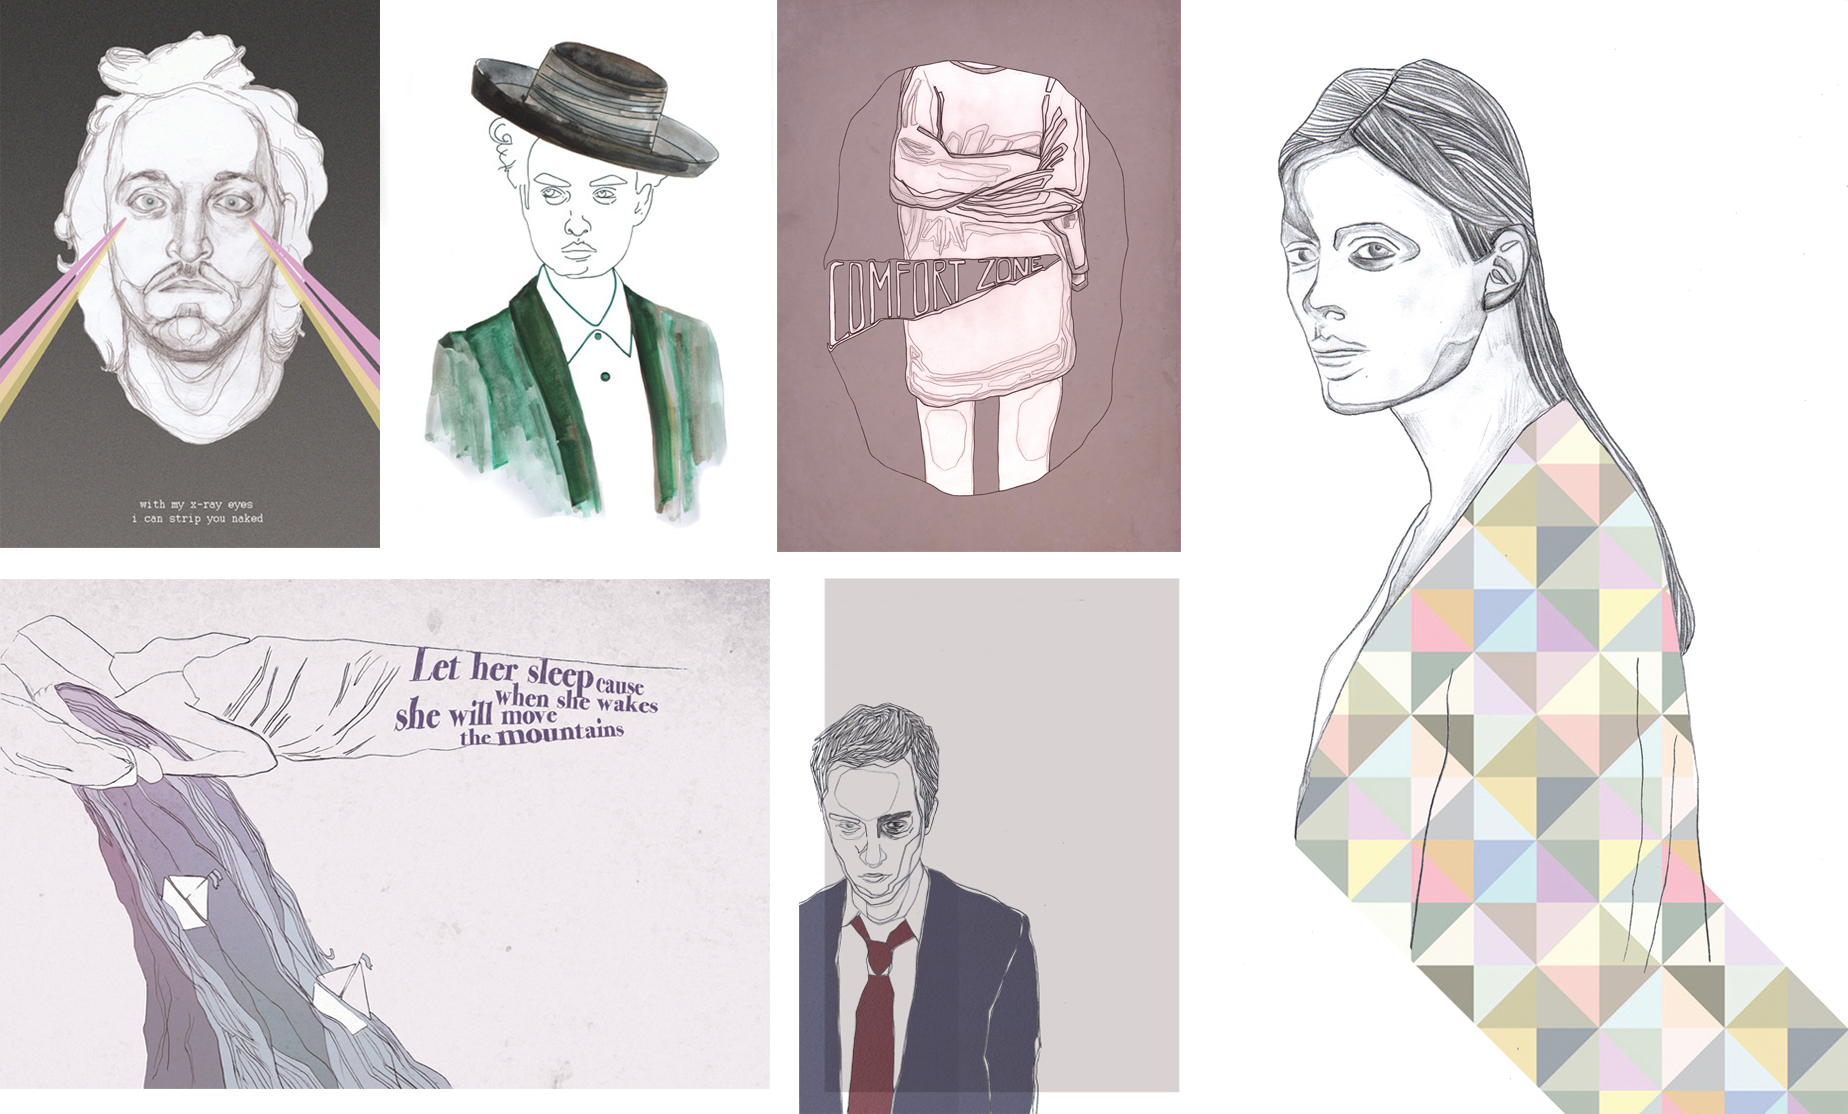 with my x-ray eyes
i can strip you naked
COMFORT ZONE
Let her sleep cause
when she wakes
she will move
the mountains